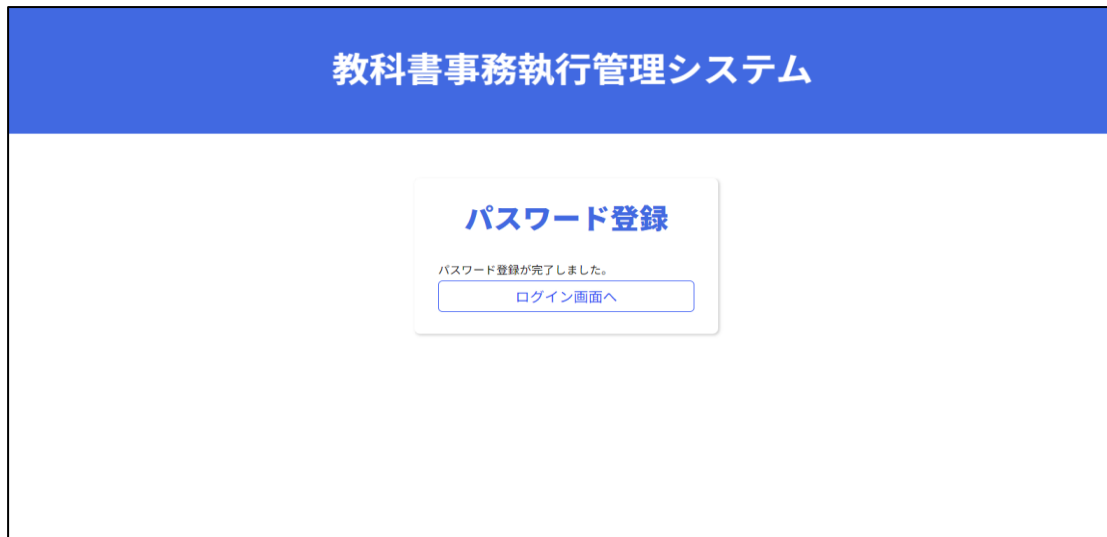 教科書事務執行管理システム
パスワード登録
パスワード登録が完了しました。
ログイン画面へ